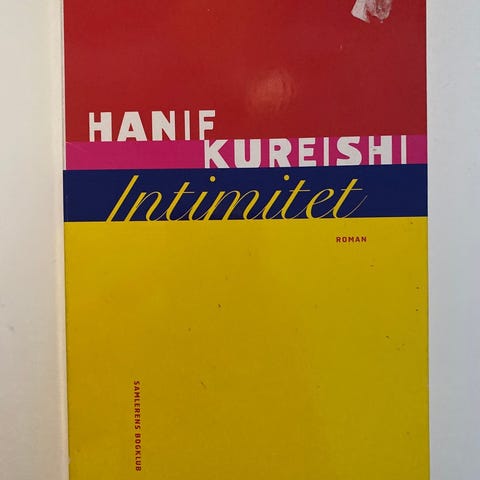 HANIF
KUREISHI
Intimitet
ROMAN
SAMLERENS BOGKLUB